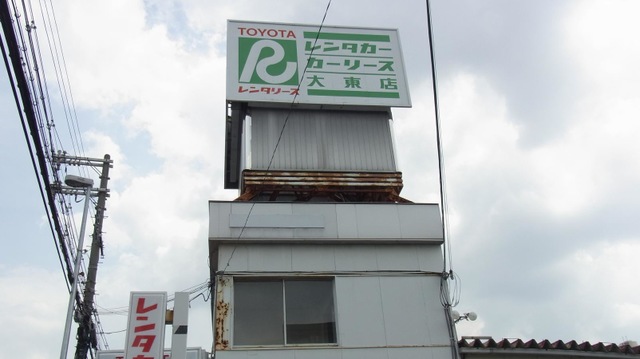 TOYOTA
R
レンタリース
レンタカー
カーリース
大東店
レンタ